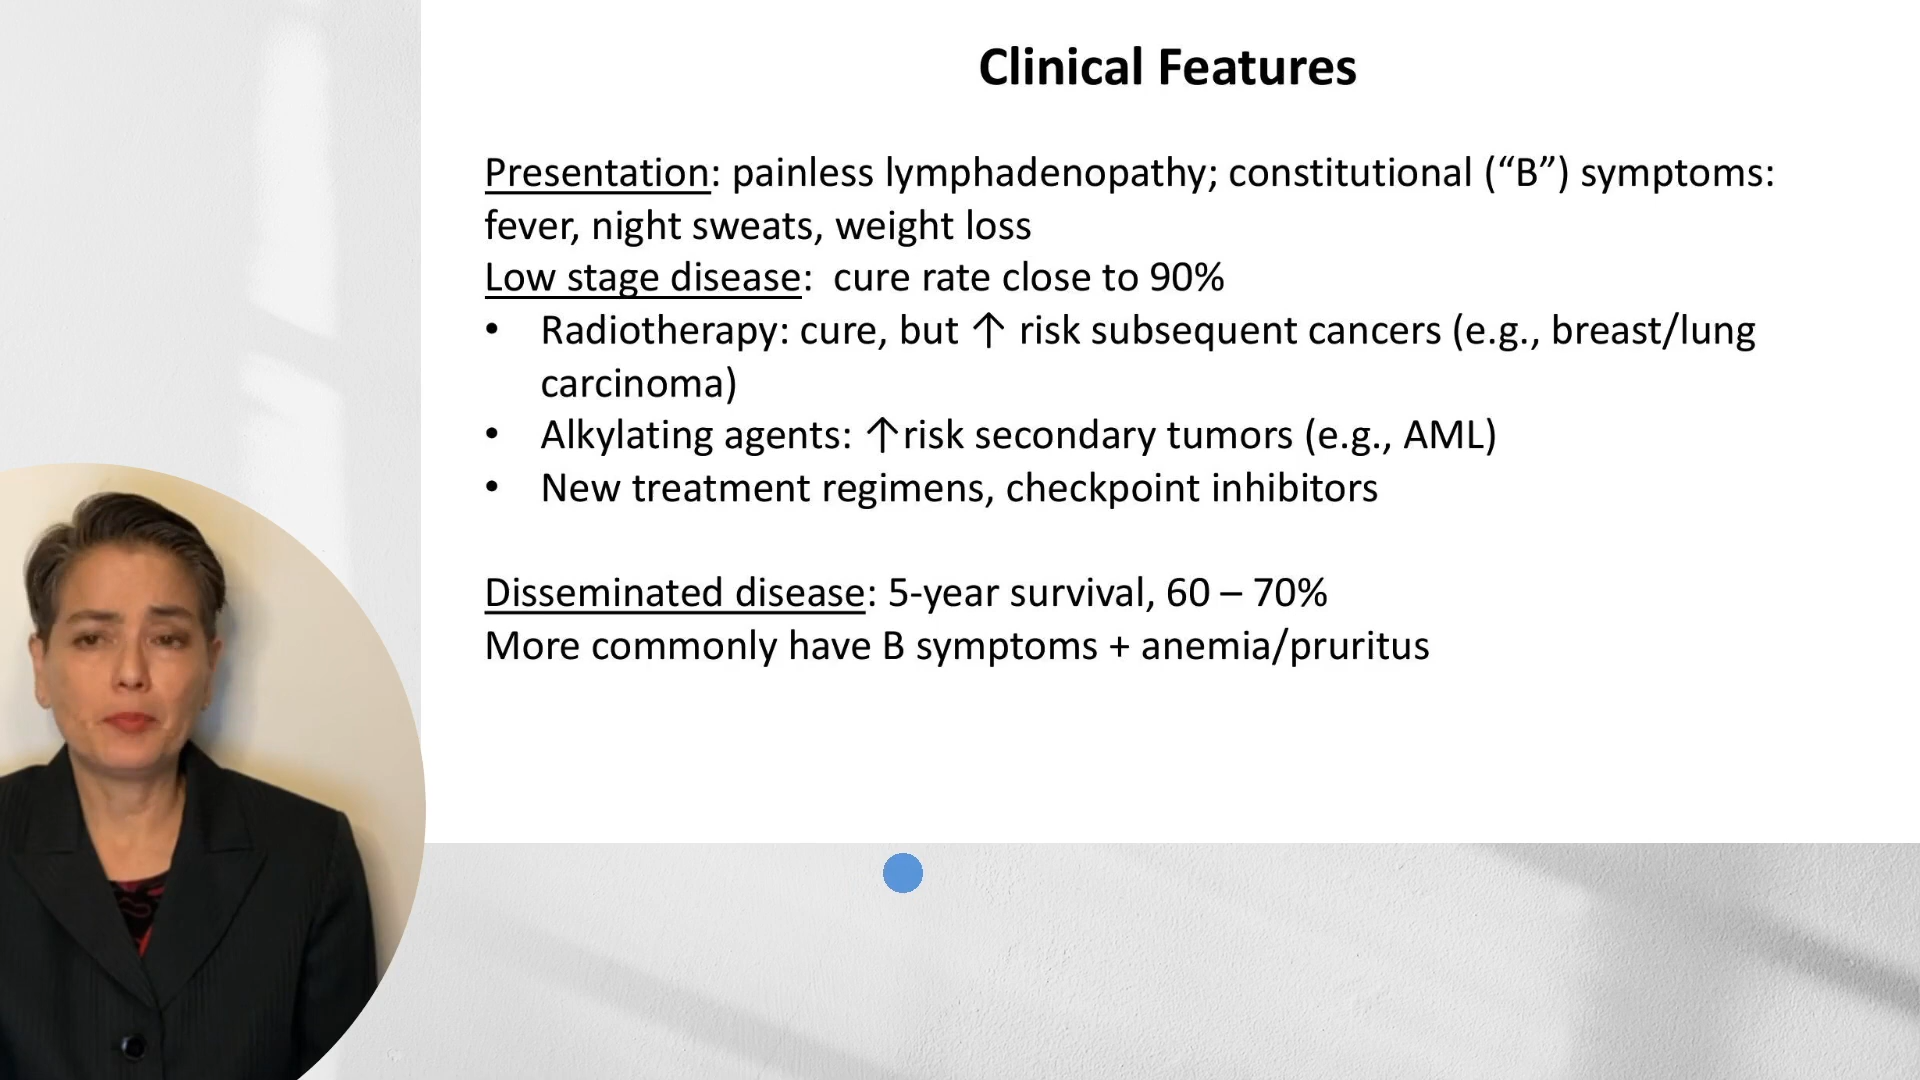 Clinical Features
Presentation: painless lymphadenopathy; constitutional (“B”) symptoms:
fever, night sweats, weight loss
Low stage disease:  cure rate close to 90%
• Radiotherapy: cure, but ↑ risk subsequent cancers (e.g., breast/lung
carcinoma)
• Alkylating agents: ↑risk secondary tumors (e.g., AML)
• New treatment regimens, checkpoint inhibitors
Disseminated disease: 5-year survival, 60 – 70%
More commonly have B symptoms + anemia/pruritus